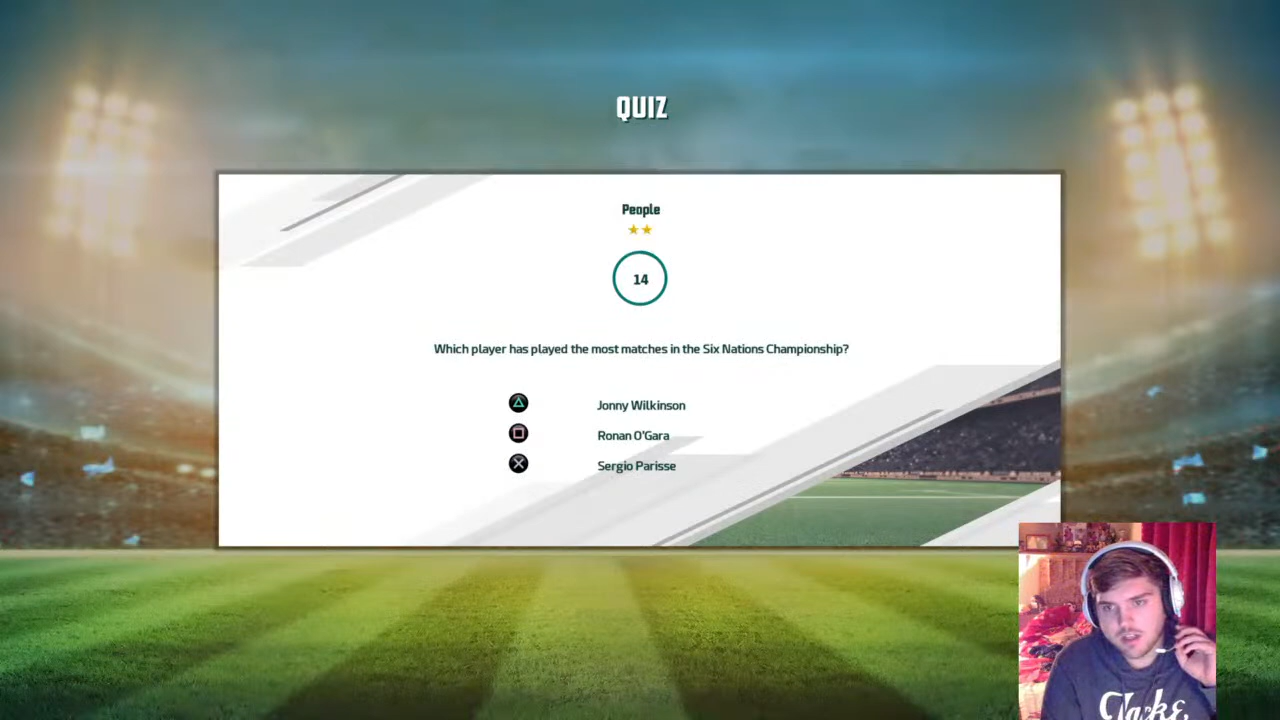 QUIZ
People
14
Which player has played the most matches in the Six Nations Championship?
Jonny Wilkinson
Ronan O'Gara
Sergio Parisse